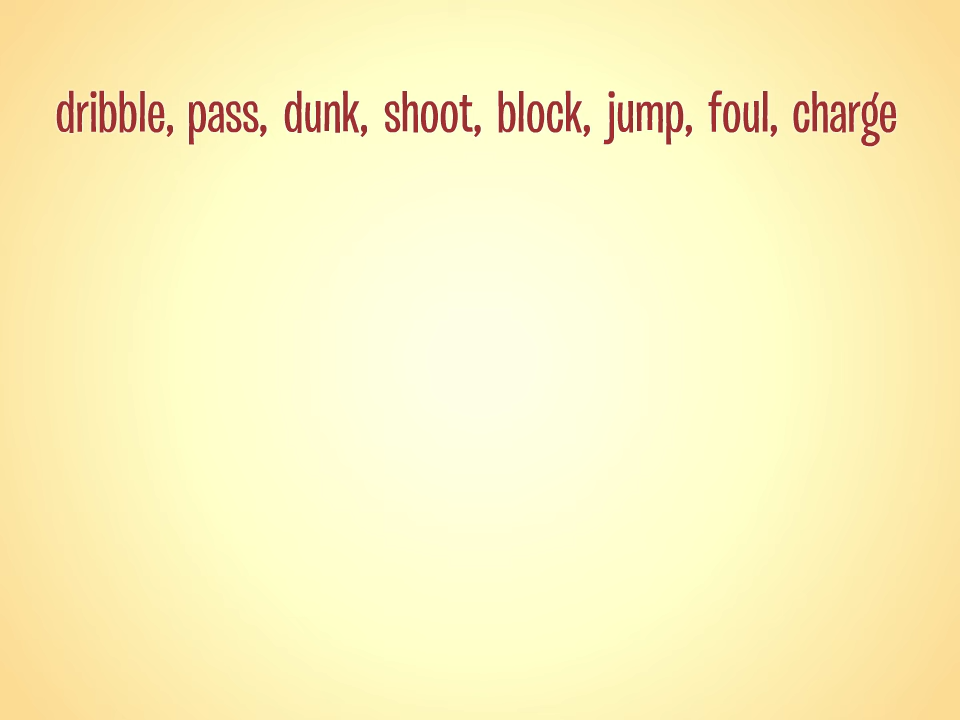 dribble, pass, dunk, shoot, block, jump, foul, charge